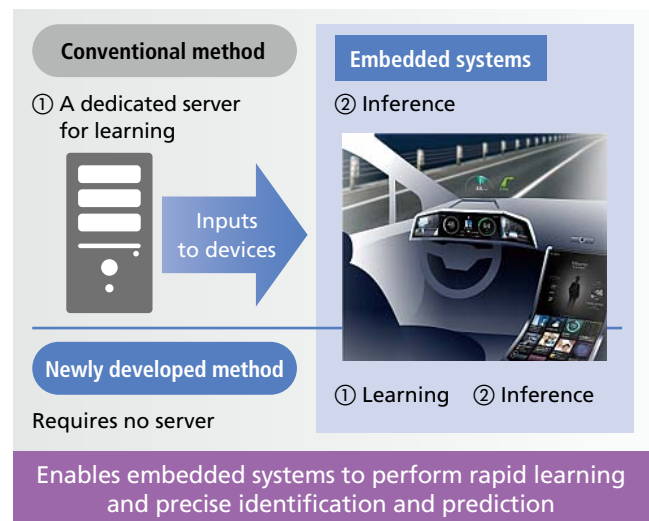 Conventional method
① A dedicated server
for learning
Inputs
to devices
Embedded systems
② Inference
Newly developed method
Requires no server
① Learning ② Inference
Enables embedded systems to perform rapid learning
and precise identification and prediction